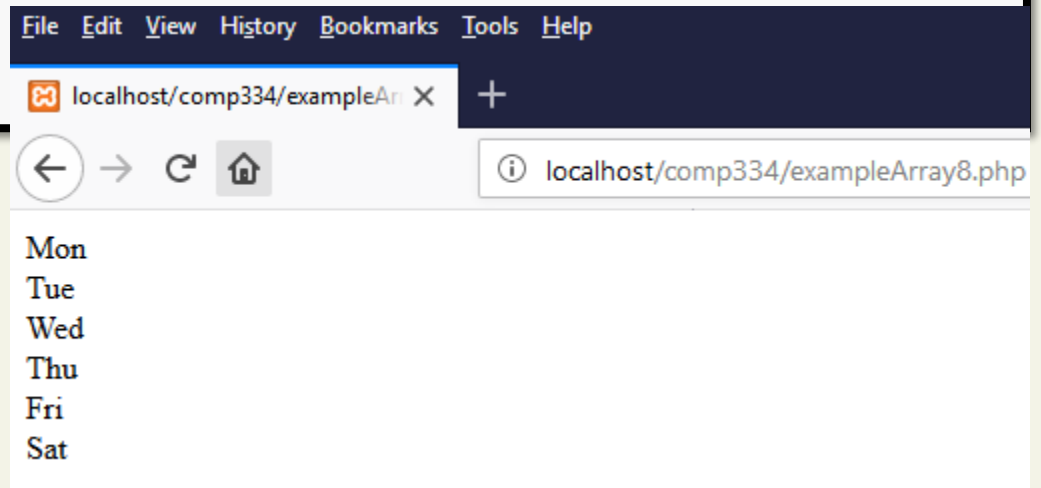 File Edit View History Bookmarks Tools Help
localhost/comp334/exampleAr
localhost/comp334/exampleArray8.php
Mon
Tue
Wed
Thu
Fri
Sat